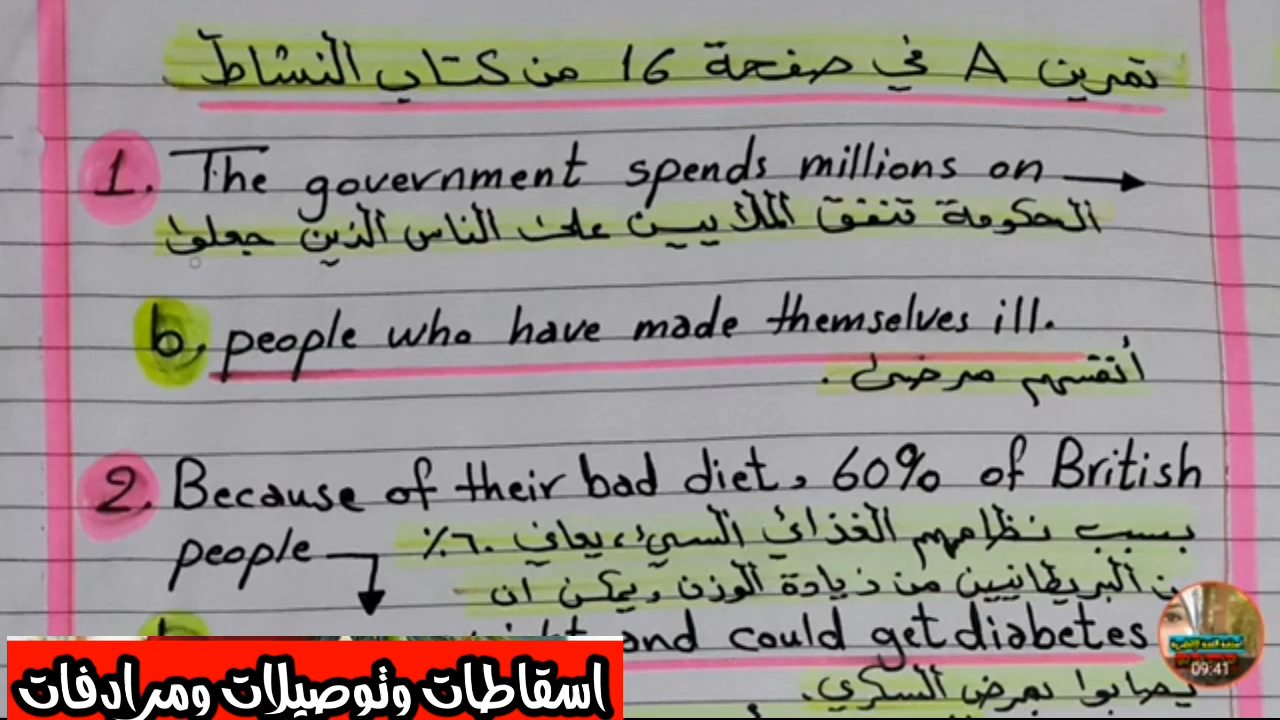 تمرين A في صفحة 16 من كتاب النشاط
1. The government spends millions on →
الحكومة تنفق الملايين على الناس الذين جعلوا
b. people who have made themselves ill.
أنفسهم مرضى.
2. Because of their bad diet, 60% of British
people
بسبب نظامهم الغذائي السيء، يعاني ٦٠٪
من البريطانيين من زيادة الوزن ويمكن ان
and could get diabetes
يصابوا بمرض السكري.
اسقاطات وتوصيلات ومرادفات
09:41